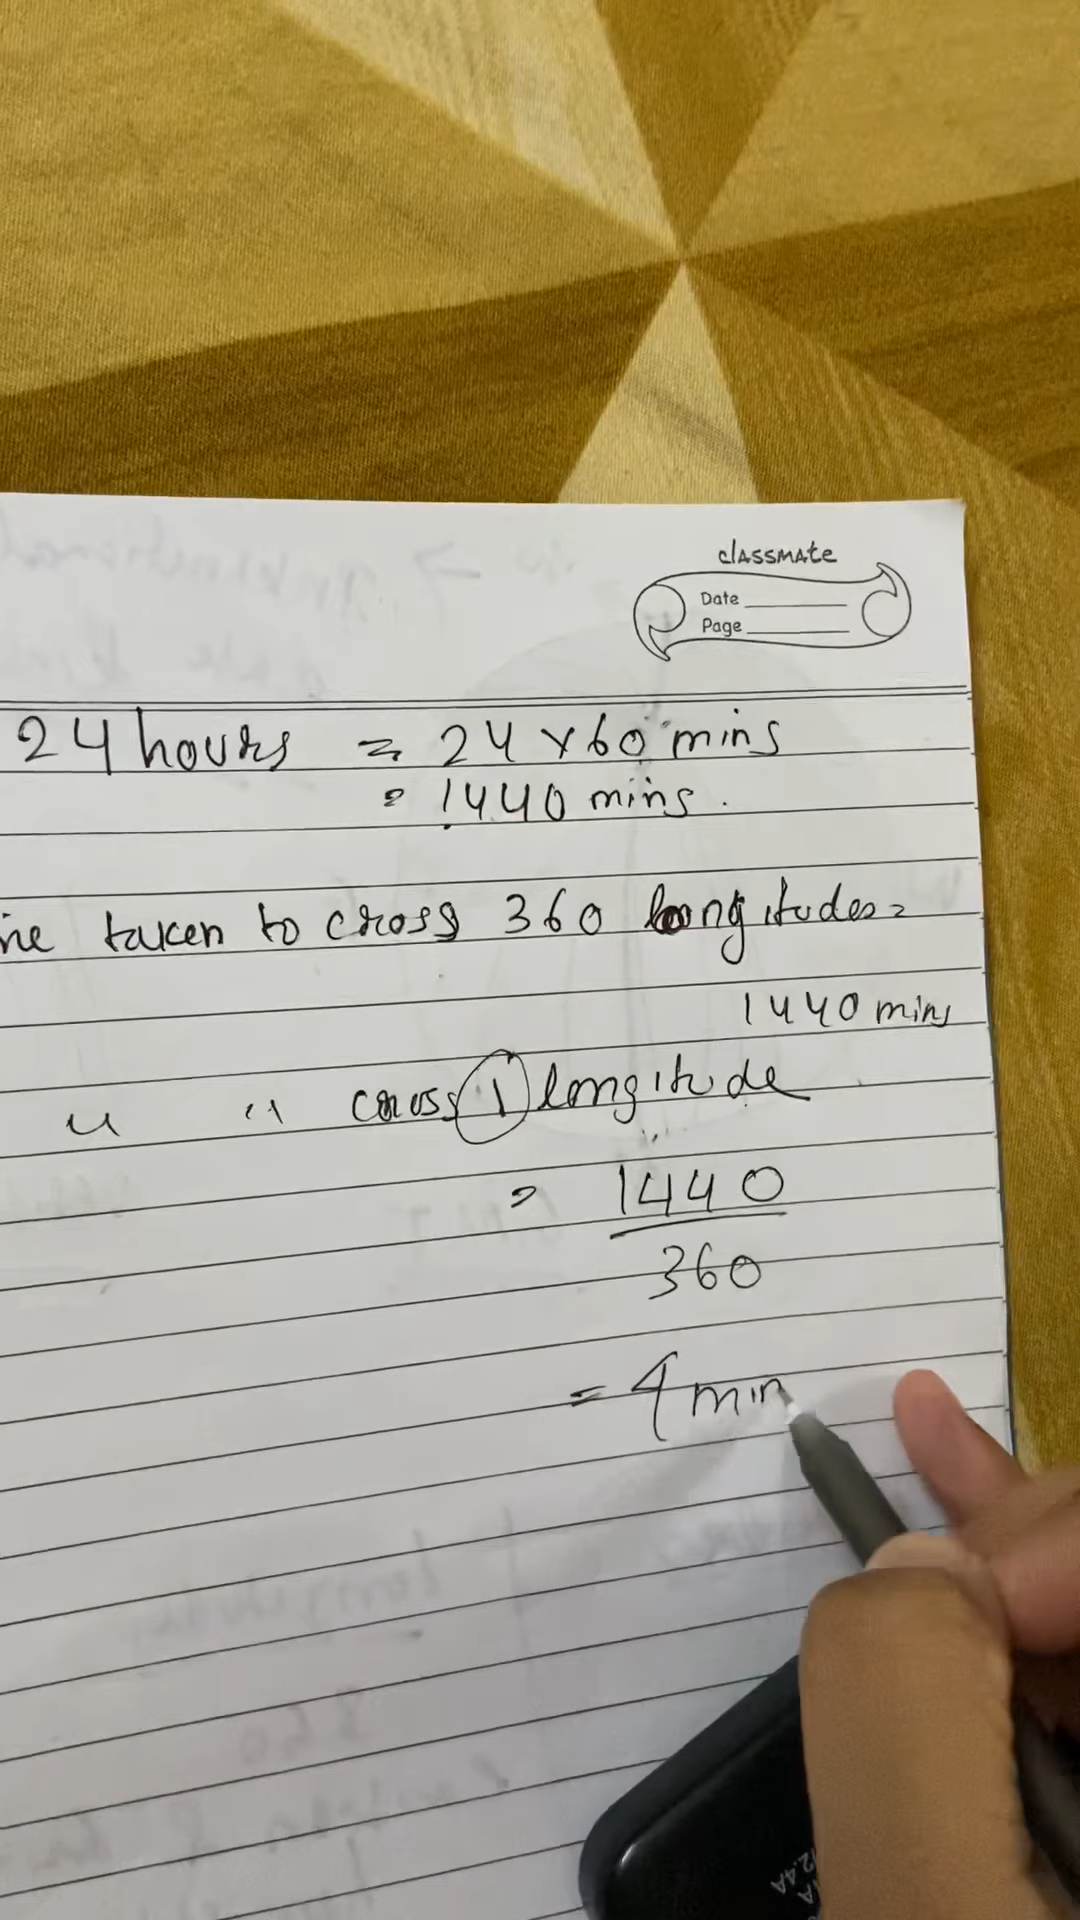 classmate
Date
Page
24 hours = 24 x 60 mins
= 1440 mins.
taken to cross 360 longitudes =
1440 mins
" " cross 1 longitude
= 1440
360
= 4 min